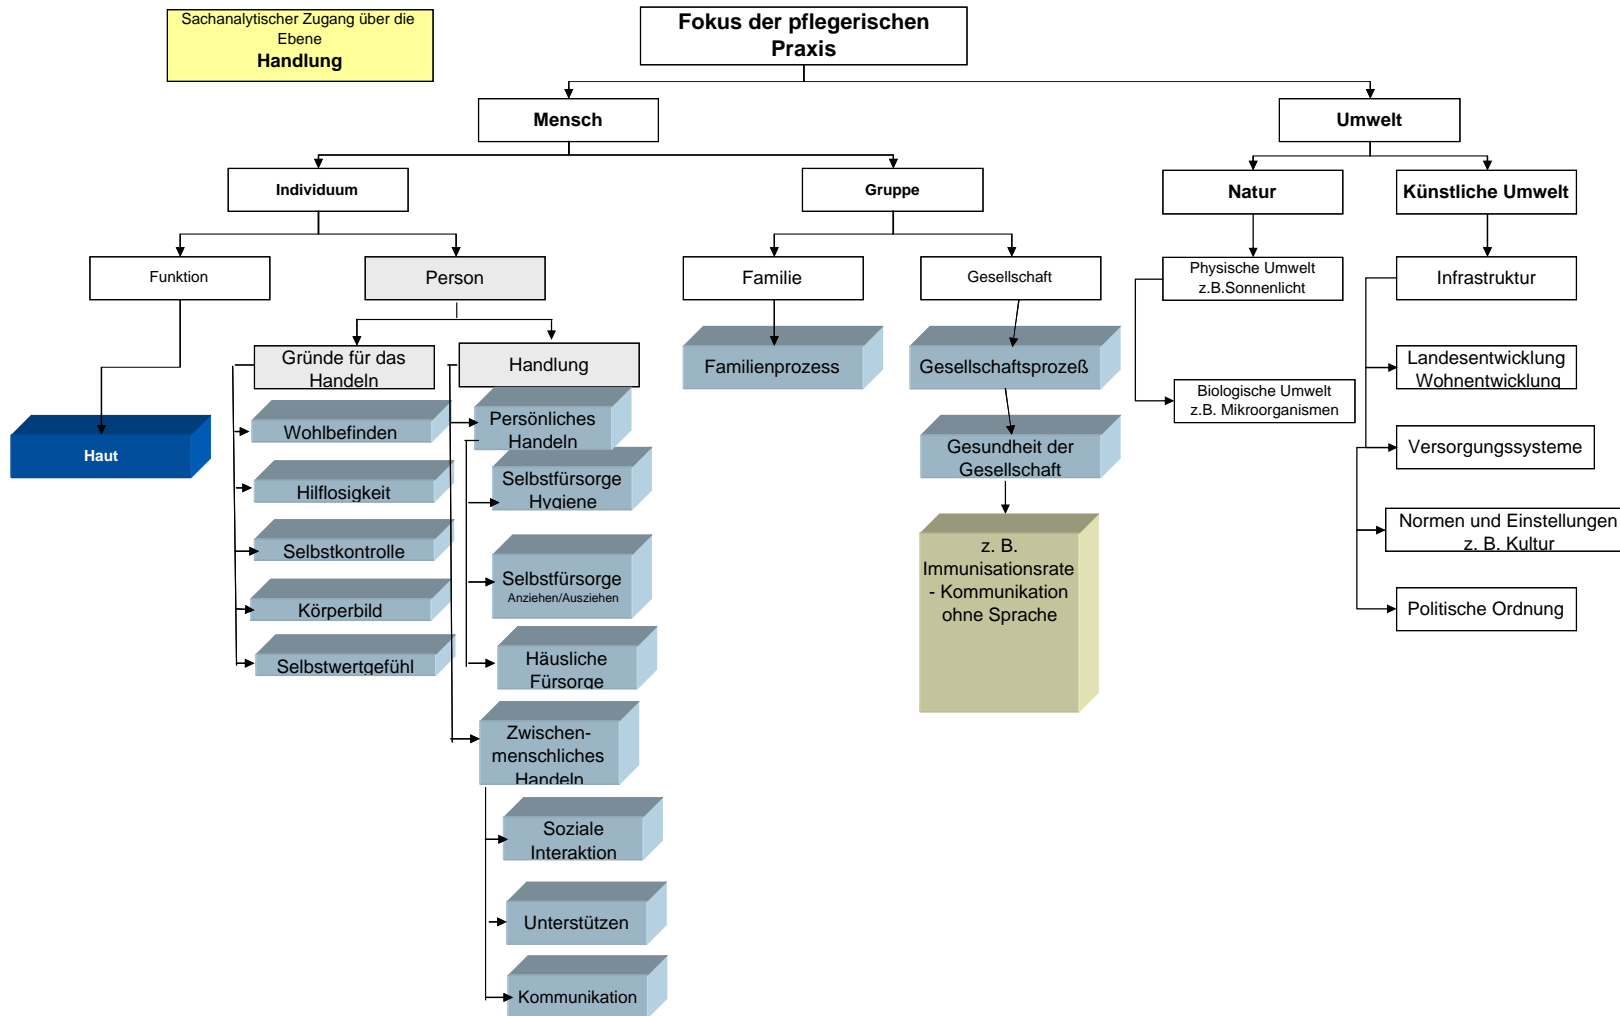 Sachanalytischer Zugang über die
Ebene
Handlung
Fokus der pflegerischen
Praxis
Mensch
Umwelt
Individuum
Gruppe
Natur
Künstliche Umwelt
Funktion
Person
Familie
Gesellschaft
Physische Umwelt
z.B.Sonnenlicht
Infrastruktur
Gründe für das
Handeln
Handlung
Familienprozess
Gesellschaftsprozeß
Landesentwicklung
Wohnentwicklung
Biologische Umwelt
z.B. Mikroorganismen
Haut
Wohlbefinden
Persönliches
Handeln
Gesundheit der
Gesellschaft
Versorgungssysteme
Hilflosigkeit
Selbstfürsorge
Hygiene
Normen und Einstellungen
z. B. Kultur
Selbstkontrolle
Selbstfürsorge
Anziehen/Ausziehen
z. B.
Immunisationsrate
- Kommunikation
ohne Sprache
Körperbild
Politische Ordnung
Selbstwertgefühl
Häusliche
Fürsorge
Zwischen-
menschliches
Handeln
Soziale
Interaktion
Unterstützen
Kommunikation